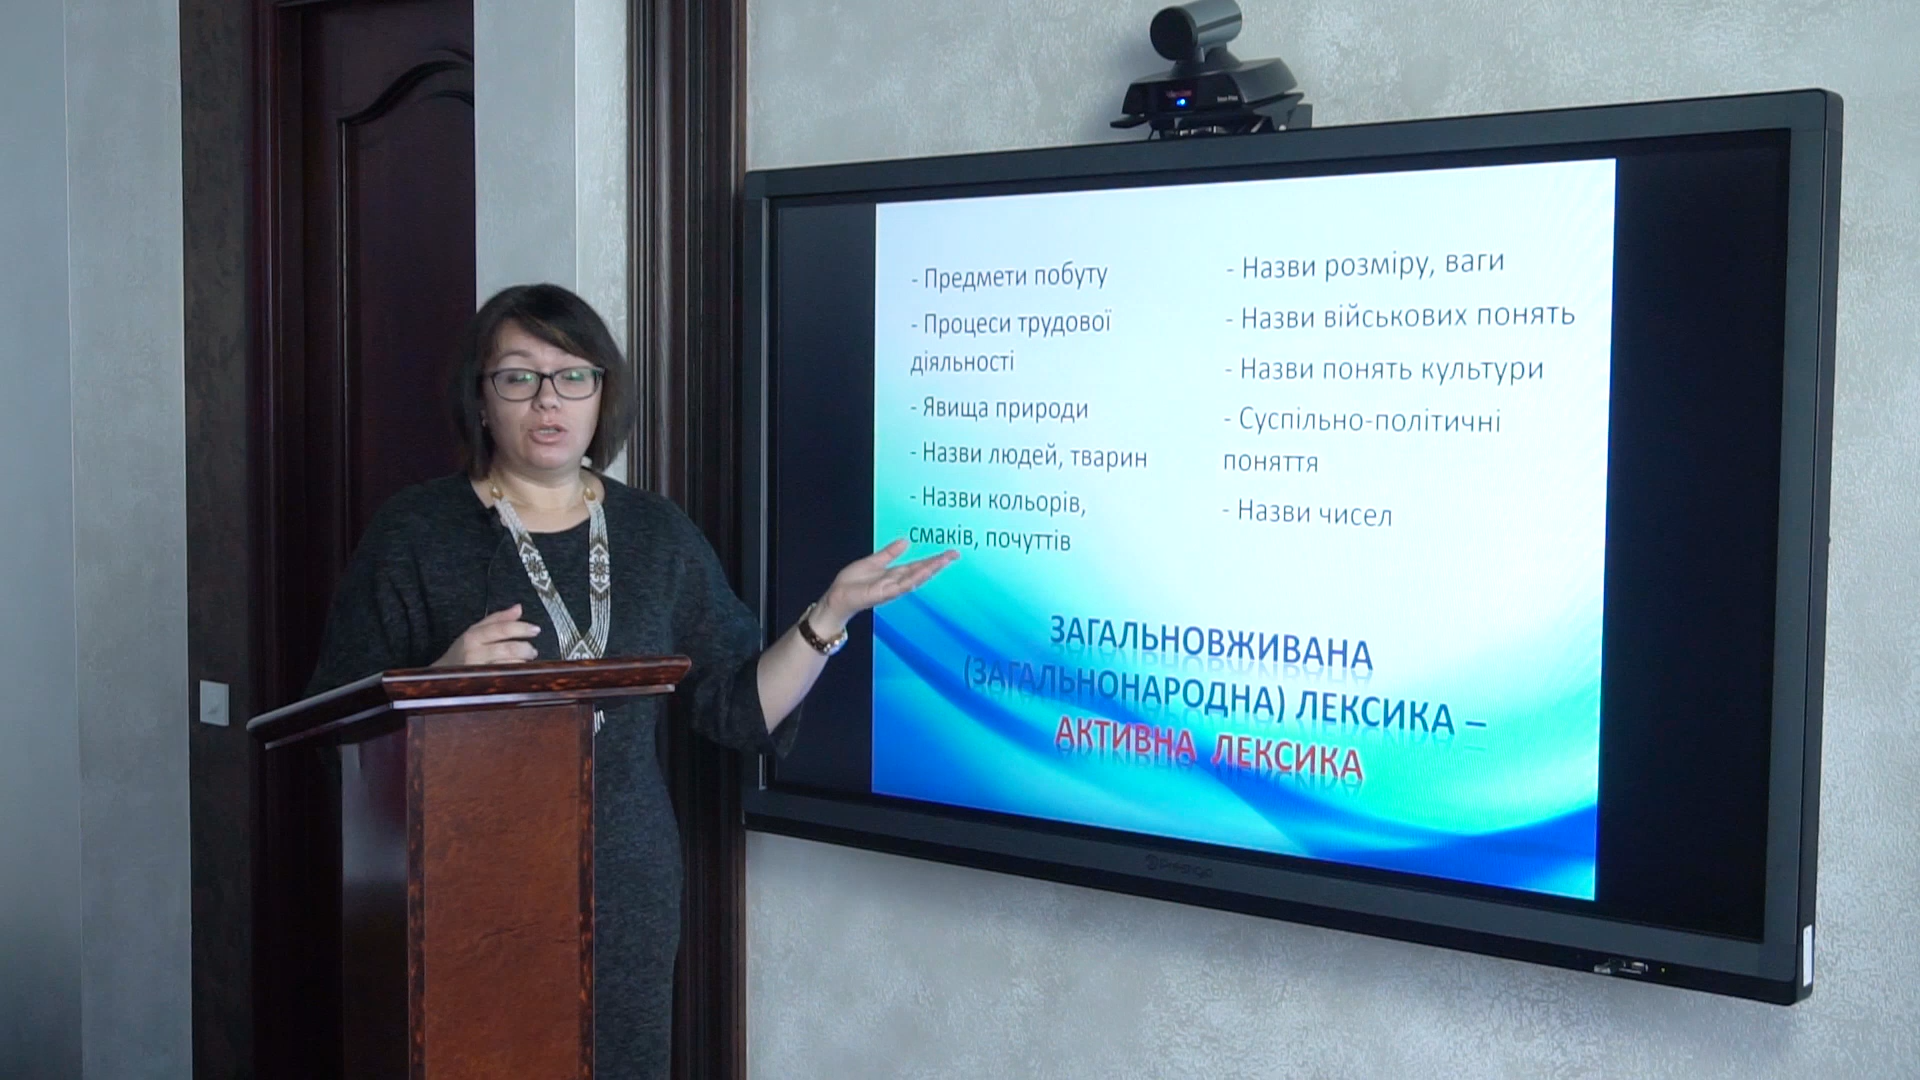 - Предмети побуту
- Процеси трудової
діяльності
- Явища природи
- Назви людей, тварин
- Назви кольорів,
смаків, почуттів
- Назви розміру, ваги
- Назви військових понять
- Назви понять культури
- Суспільно-політичні
поняття
- Назви чисел
ЗАГАЛЬНОВЖИВАНА
(ЗАГАЛЬНОНАРОДНА) ЛЕКСИКА –
АКТИВНА ЛЕКСИКА